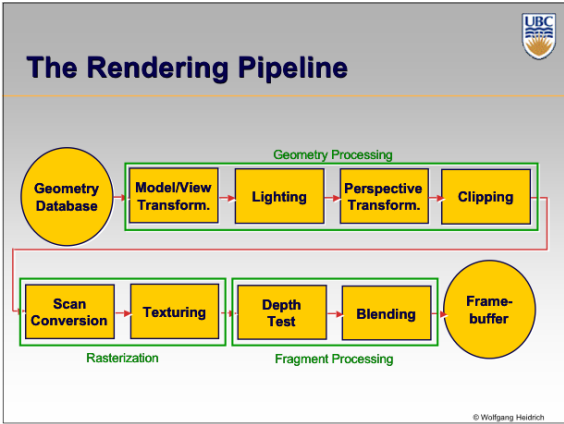 UBC
The Rendering Pipeline
Geometry Processing
Geometry
Database
Model/View
Transform.
Lighting
Perspective
Transform.
Clipping
Scan
Conversion
Texturing
Depth
Test
Blending
Frame-
buffer
Rasterization
Fragment Processing
© Wolfgang Heidrich